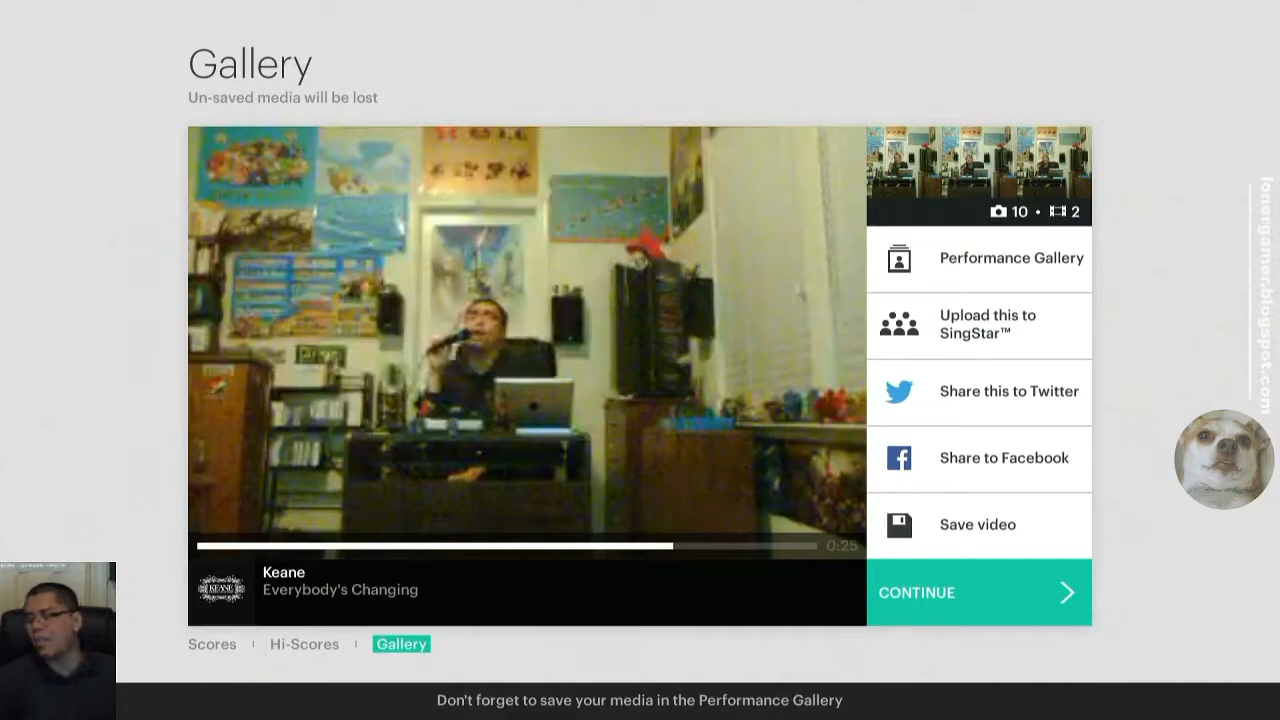 Gallery
Un-saved media will be lost
10 • 2
Performance Gallery
Upload this to
SingStar™
Share this to Twitter
Share to Facebook
Save video
0:25
KEANE
Keane
Everybody's Changing
CONTINUE
Scores
Hi-Scores
Gallery
Don't forget to save your media in the Performance Gallery
lonergamer.blogspot.com